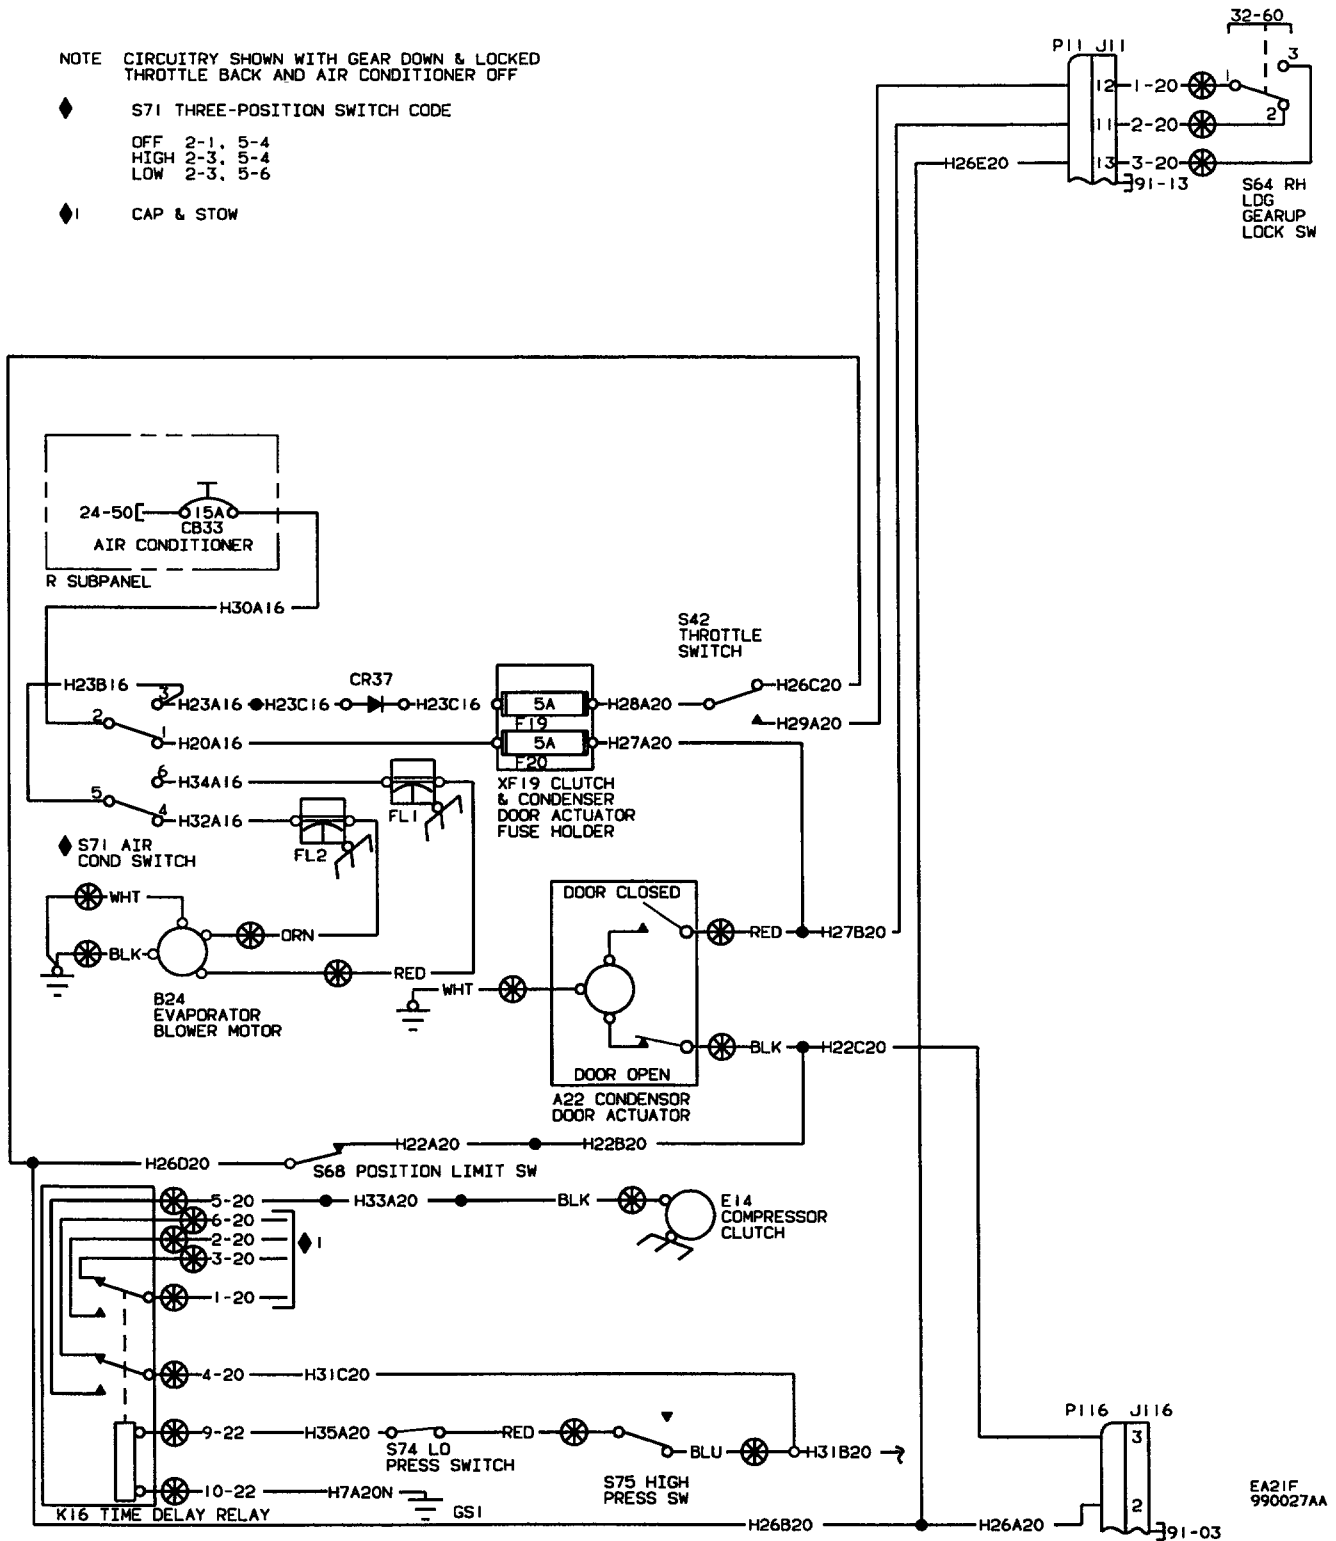 32-60
P11 J11
NOTE CIRCUITRY SHOWN WITH GEAR DOWN & LOCKED
THROTTLE BACK AND AIR CONDITIONER OFF
S71 THREE-POSITION SWITCH CODE
OFF 2-1, 5-4
HIGH 2-3, 5-4
LOW 2-3, 5-6
1 CAP & STOW
12 1-20 1
3
11 2-20 2
H26E20 13 3-20
91-13
S64 RH
LDG
GEARUP
LOCK SW
24-50 15A
CB33
AIR CONDITIONER
R SUBPANEL
H30A16
S42
THROTTLE
SWITCH
H23B16 3 H23A16 H23C16 CR37 H23C16 5A H28A20 H26C20
F19
2
H29A20
1 H20A16 5A H27A20
F20
6 H34A16
FL1
XF19 CLUTCH
& CONDENSER
DOOR ACTUATOR
FUSE HOLDER
5
4 H32A16
FL2
S71 AIR
COND SWITCH
WHT
ORN
BLK
RED
B24
EVAPORATOR
BLOWER MOTOR
DOOR CLOSED
RED H27B20
WHT
BLK H22C20
DOOR OPEN
A22 CONDENSOR
DOOR ACTUATOR
H22A20 H22B20
H26D20
S68 POSITION LIMIT SW
5-20 H33A20 BLK
E14
COMPRESSOR
CLUTCH
6-20
2-20
1
3-20
1-20
4-20 H31C20
9-22 H35A20 RED
S74 LO
PRESS SWITCH
BLU H31B20
S75 HIGH
PRESS SW
10-22 H7A20N
GS1
K16 TIME DELAY RELAY
H26B20 H26A20
P116 J116
3
2
91-03
EA21F
990027AA